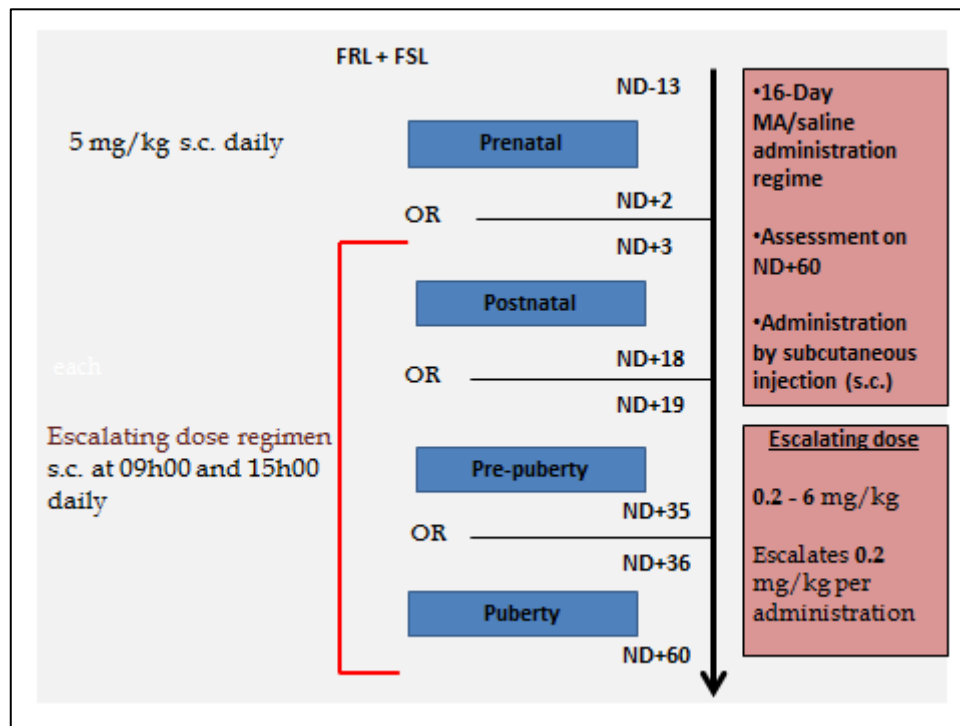 FRL + FSL
ND-13
5 mg/kg s.c. daily
Prenatal
ND+2
OR
ND+3
Postnatal
each
ND+18
OR
ND+19
Escalating dose regimen
s.c. at 09h00 and 15h00
daily
Pre-puberty
ND+35
OR
ND+36
Puberty
ND+60
•16-Day
MA/saline
administration
regime
•Assessment on
ND+60
•Administration
by subcutaneous
injection (s.c.)
Escalating dose
0.2 - 6 mg/kg
Escalates 0.2
mg/kg per
administration